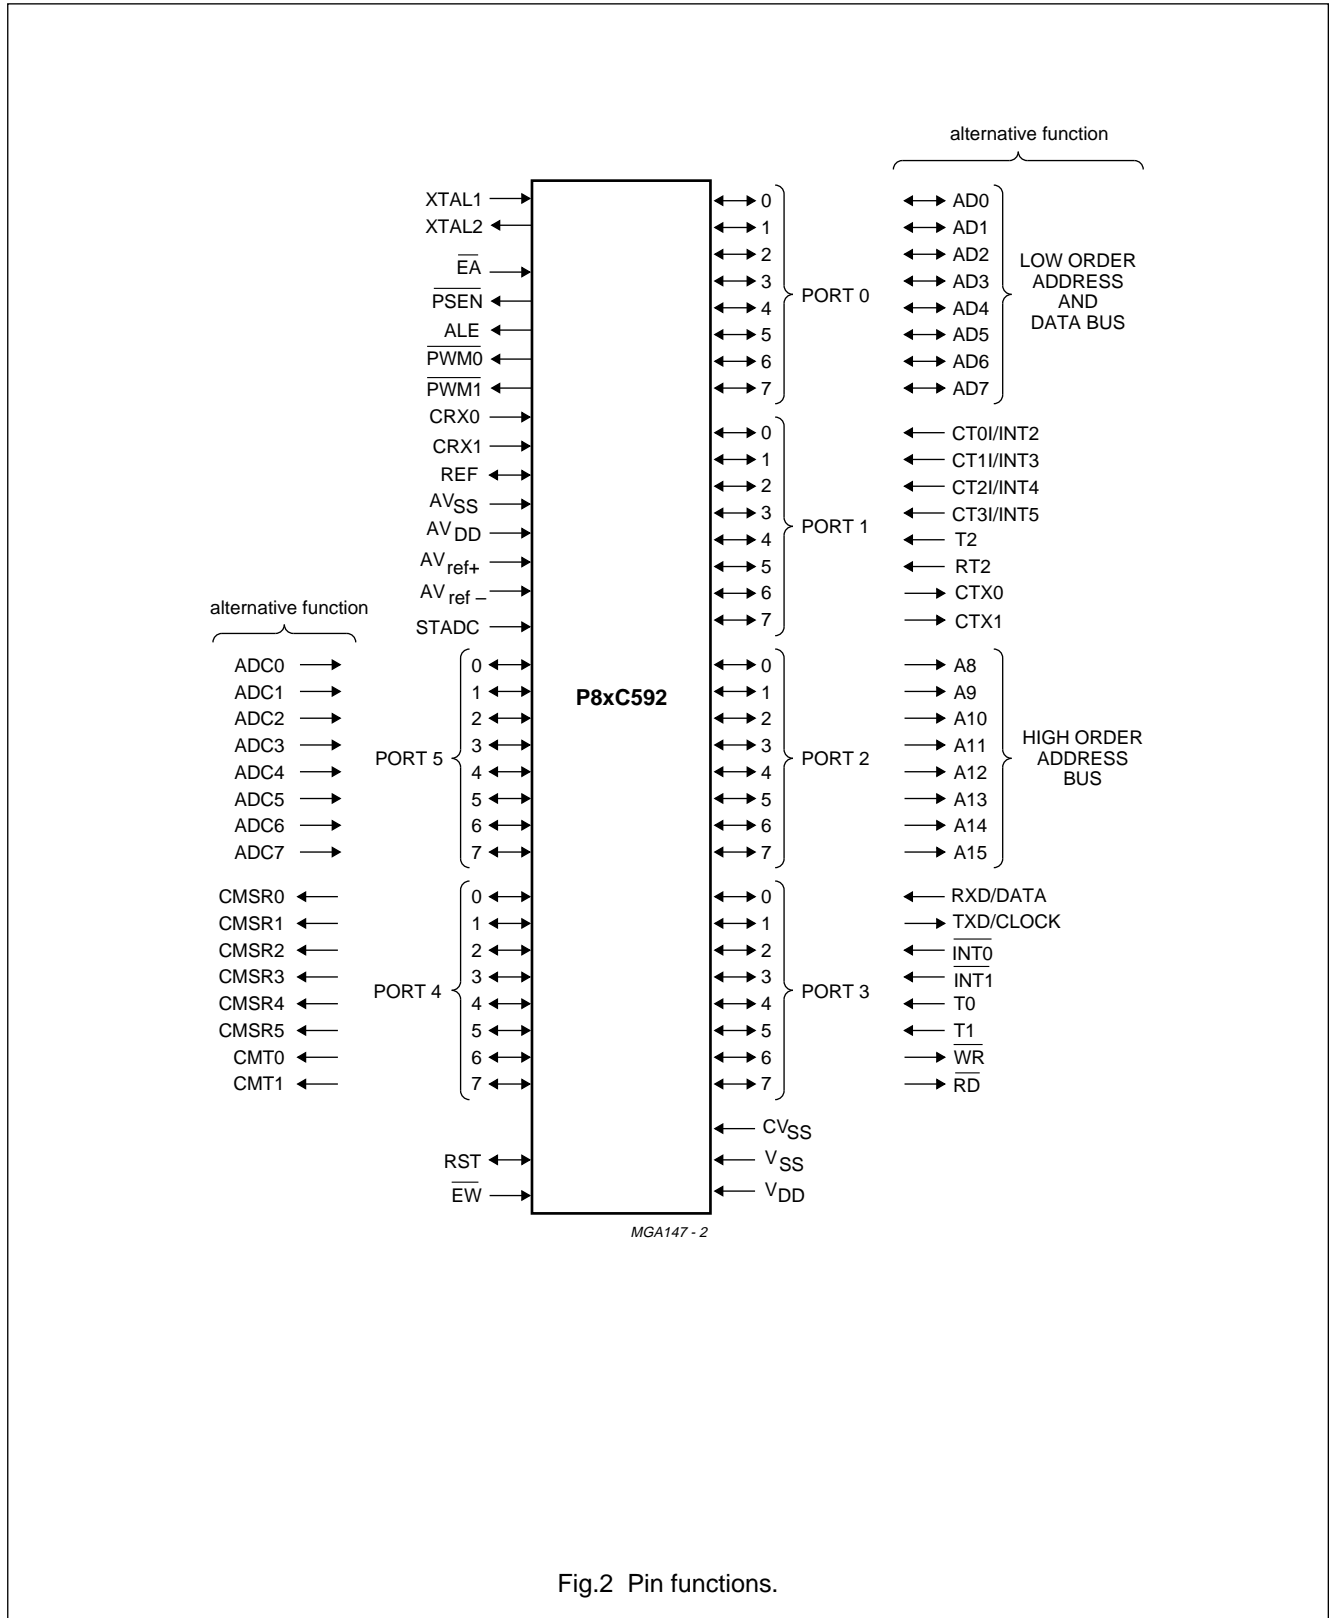 alternative function
XTAL1
XTAL2
EA
PSEN
ALE
PWM0
PWM1
CRX0
CRX1
REF
AVSS
AVDD
AVref+
AVref –
STADC
alternative function
ADC0
ADC1
ADC2
ADC3
ADC4
ADC5
ADC6
ADC7
PORT 5
0
1
2
3
4
5
6
7
CMSR0
CMSR1
CMSR2
CMSR3
CMSR4
CMSR5
CMT0
CMT1
PORT 4
0
1
2
3
4
5
6
7
RST
EW
P8xC592
0
1
2
3
4
5
6
7
PORT 0
AD0
AD1
AD2
AD3
AD4
AD5
AD6
AD7
LOW ORDER
ADDRESS
AND
DATA BUS
0
1
2
3
4
5
6
7
PORT 1
CT0I/INT2
CT1I/INT3
CT2I/INT4
CT3I/INT5
T2
RT2
CTX0
CTX1
0
1
2
3
4
5
6
7
PORT 2
A8
A9
A10
A11
A12
A13
A14
A15
HIGH ORDER
ADDRESS
BUS
0
1
2
3
4
5
6
7
PORT 3
RXD/DATA
TXD/CLOCK
INT0
INT1
T0
T1
WR
RD
CVSS
VSS
VDD
MGA147 - 2
Fig.2 Pin functions.